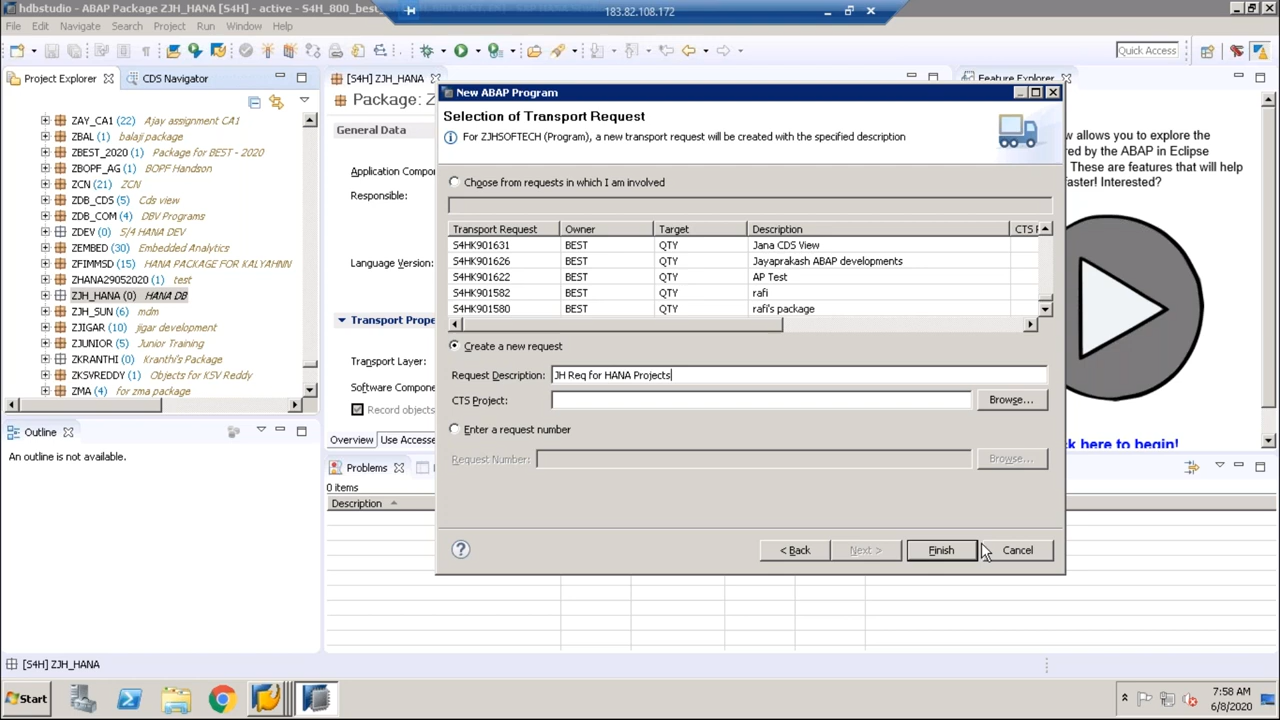 hdbstudio - ABAP Package ZJH_HANA [S4H] - active - S4H_800_best_
183.82.108.172
File Edit Navigate Search Project Run Window Help
Quick Access
Project Explorer
CDS Navigator
[S4H] ZJH_HANA
Feature Explorer
Package: Z
General Data
Application Compo
Responsible:
Language Version:
Transport Prope
Transport Layer:
Software Compone
Record objects
Overview
Use Accesse
ZAY_CA1 (22) Ajay assignment CA1
ZBAL (1) balaji package
ZBEST_2020 (1) Package for BEST - 2020
ZBOPF_AG (1) BOPF Handson
ZCN (21) ZCN
ZDB_CDS (5) Cds view
ZDB_COM (4) DBV Programs
ZDEV (0) S/4 HANA DEV
ZEMBED (30) Embedded Analytics
ZFIMMSD (15) HANA PACKAGE FOR KALYAHNN
ZHANA29052020 (1) test
ZJH_HANA (0) HANA DB
ZJH_SUN (6) mdm
ZJIGAR (10) jigar development
ZJUNIOR (5) Junior Training
ZKRANTHI (0) Kranthi's Package
ZKSVREDDY (1) Objects for KSV Reddy
ZMA (4) for zma package
New ABAP Program
Selection of Transport Request
For ZJHSOFTECH (Program), a new transport request will be created with the specified description
Choose from requests in which I am involved
Transport Request Owner Target Description CTS F
S4HK901631 BEST QTY Jana CDS View
S4HK901626 BEST QTY Jayaprakash ABAP developments
S4HK901622 BEST QTY AP Test
S4HK901582 BEST QTY rafi
S4HK901580 BEST QTY rafi's package
Create a new request
Request Description: JH Req for HANA Projects
CTS Project: Browse...
Enter a request number
Request Number: Browse...
< Back Next > Finish Cancel
w allows you to explore the
red by the ABAP in Eclipse
These are features that will help
faster! Interested?
ck here to begin!
Outline
An outline is not available.
Problems
0 items
Description
[S4H] ZJH_HANA
Start
7:58 AM
6/8/2020